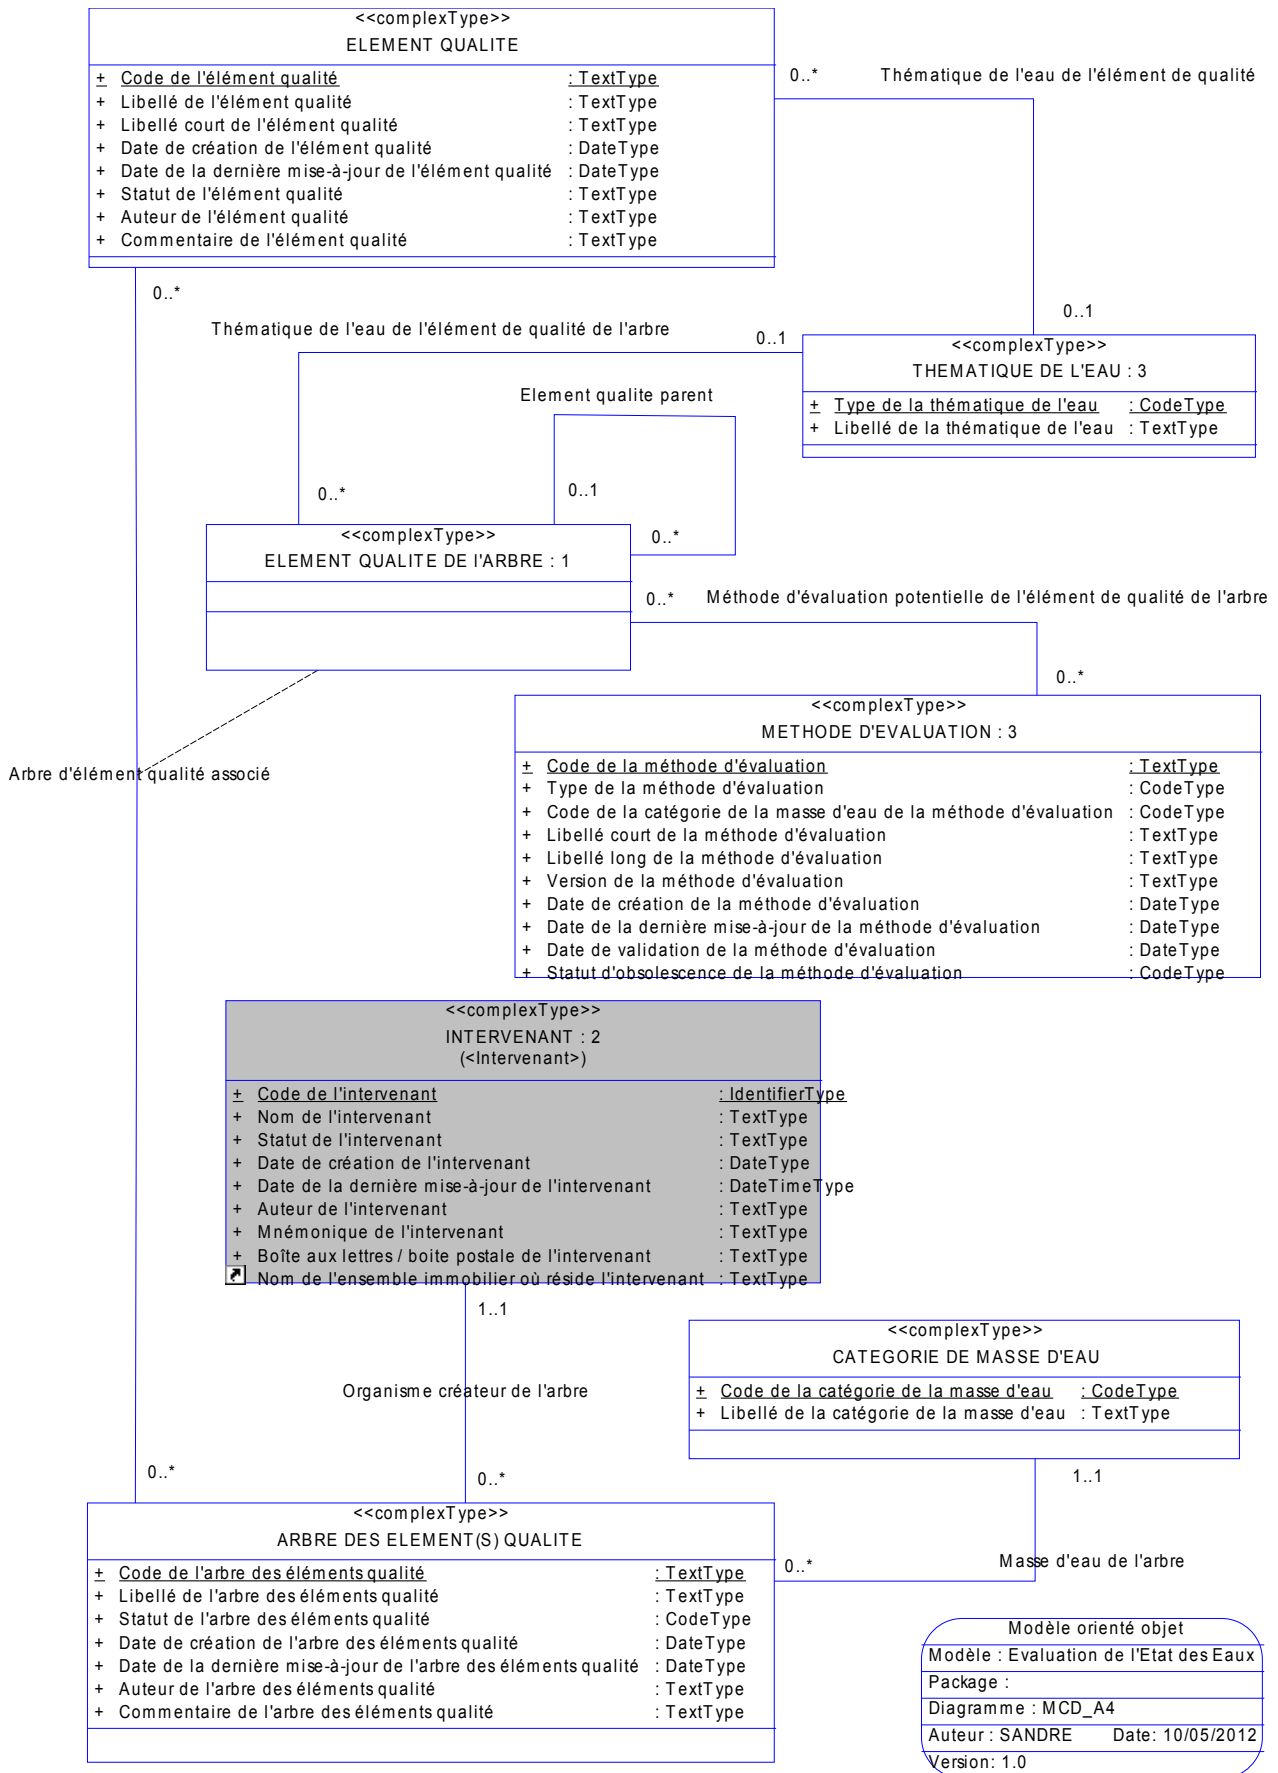 <<complexType>>
ELEMENT QUALITE
+ Code de l'élément qualité : TextType
+ Libellé de l'élément qualité : TextType
+ Libellé court de l'élément qualité : TextType
+ Date de création de l'élément qualité : DateType
+ Date de la dernière mise-à-jour de l'élément qualité : DateType
+ Statut de l'élément qualité : TextType
+ Auteur de l'élément qualité : TextType
+ Commentaire de l'élément qualité : TextType
0..* Thématique de l'eau de l'élément de qualité
0..*
0..1
Thématique de l'eau de l'élément de qualité de l'arbre
0..1
<<complexType>>
THEMATIQUE DE L'EAU : 3
+ Type de la thématique de l'eau : CodeType
+ Libellé de la thématique de l'eau : TextType
Element qualite parent
0..*
0..1
0..*
<<complexType>>
ELEMENT QUALITE DE l'ARBRE : 1
0..* Méthode d'évaluation potentielle de l'élément de qualité de l'arbre
0..*
Arbre d'élément qualité associé
<<complexType>>
METHODE D'EVALUATION : 3
+ Code de la méthode d'évaluation : TextType
+ Type de la méthode d'évaluation : CodeType
+ Code de la catégorie de la masse d'eau de la méthode d'évaluation : CodeType
+ Libellé court de la méthode d'évaluation : TextType
+ Libellé long de la méthode d'évaluation : TextType
+ Version de la méthode d'évaluation : TextType
+ Date de création de la méthode d'évaluation : DateType
+ Date de la dernière mise-à-jour de la méthode d'évaluation : DateType
+ Date de validation de la méthode d'évaluation : DateType
+ Statut d'obsolescence de la méthode d'évaluation : CodeType
<<complexType>>
INTERVENANT : 2
(<Intervenant>)
+ Code de l'intervenant : IdentifierType
+ Nom de l'intervenant : TextType
+ Statut de l'intervenant : TextType
+ Date de création de l'intervenant : DateType
+ Date de la dernière mise-à-jour de l'intervenant : DateTimeType
+ Auteur de l'intervenant : TextType
+ Mnémonique de l'intervenant : TextType
+ Boîte aux lettres / boite postale de l'intervenant : TextType
Nom de l'ensemble immobilier où réside l'intervenant : TextType
1..1
Organisme créateur de l'arbre
<<complexType>>
CATEGORIE DE MASSE D'EAU
+ Code de la catégorie de la masse d'eau : CodeType
+ Libellé de la catégorie de la masse d'eau : TextType
1..1
0..*
0..*
<<complexType>>
ARBRE DES ELEMENT(S) QUALITE
+ Code de l'arbre des éléments qualité : TextType
+ Libellé de l'arbre des éléments qualité : TextType
+ Statut de l'arbre des éléments qualité : CodeType
+ Date de création de l'arbre des éléments qualité : DateType
+ Date de la dernière mise-à-jour de l'arbre des éléments qualité : DateType
+ Auteur de l'arbre des éléments qualité : TextType
+ Commentaire de l'arbre des éléments qualité : TextType
0..* Masse d'eau de l'arbre
Modèle orienté objet
Modèle : Evaluation de l'Etat des Eaux
Package :
Diagramme : MCD_A4
Auteur : SANDRE Date: 10/05/2012
Version: 1.0